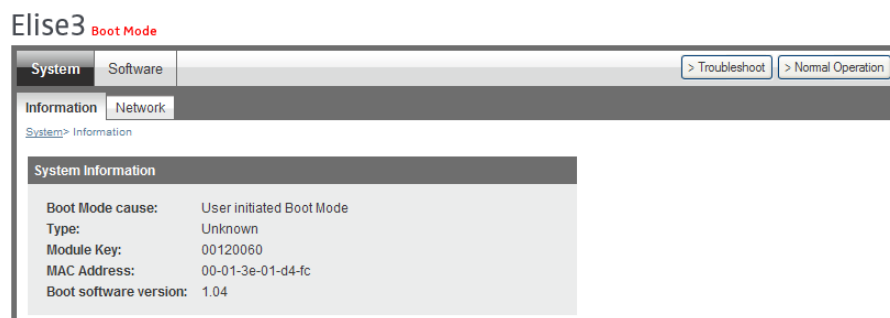 Elise3 Boot Mode
System Software > Troubleshoot > Normal Operation
Information Network
System> Information
System Information
Boot Mode cause: User initiated Boot Mode
Type: Unknown
Module Key: 00120060
MAC Address: 00-01-3e-01-d4-fc
Boot software version: 1.04